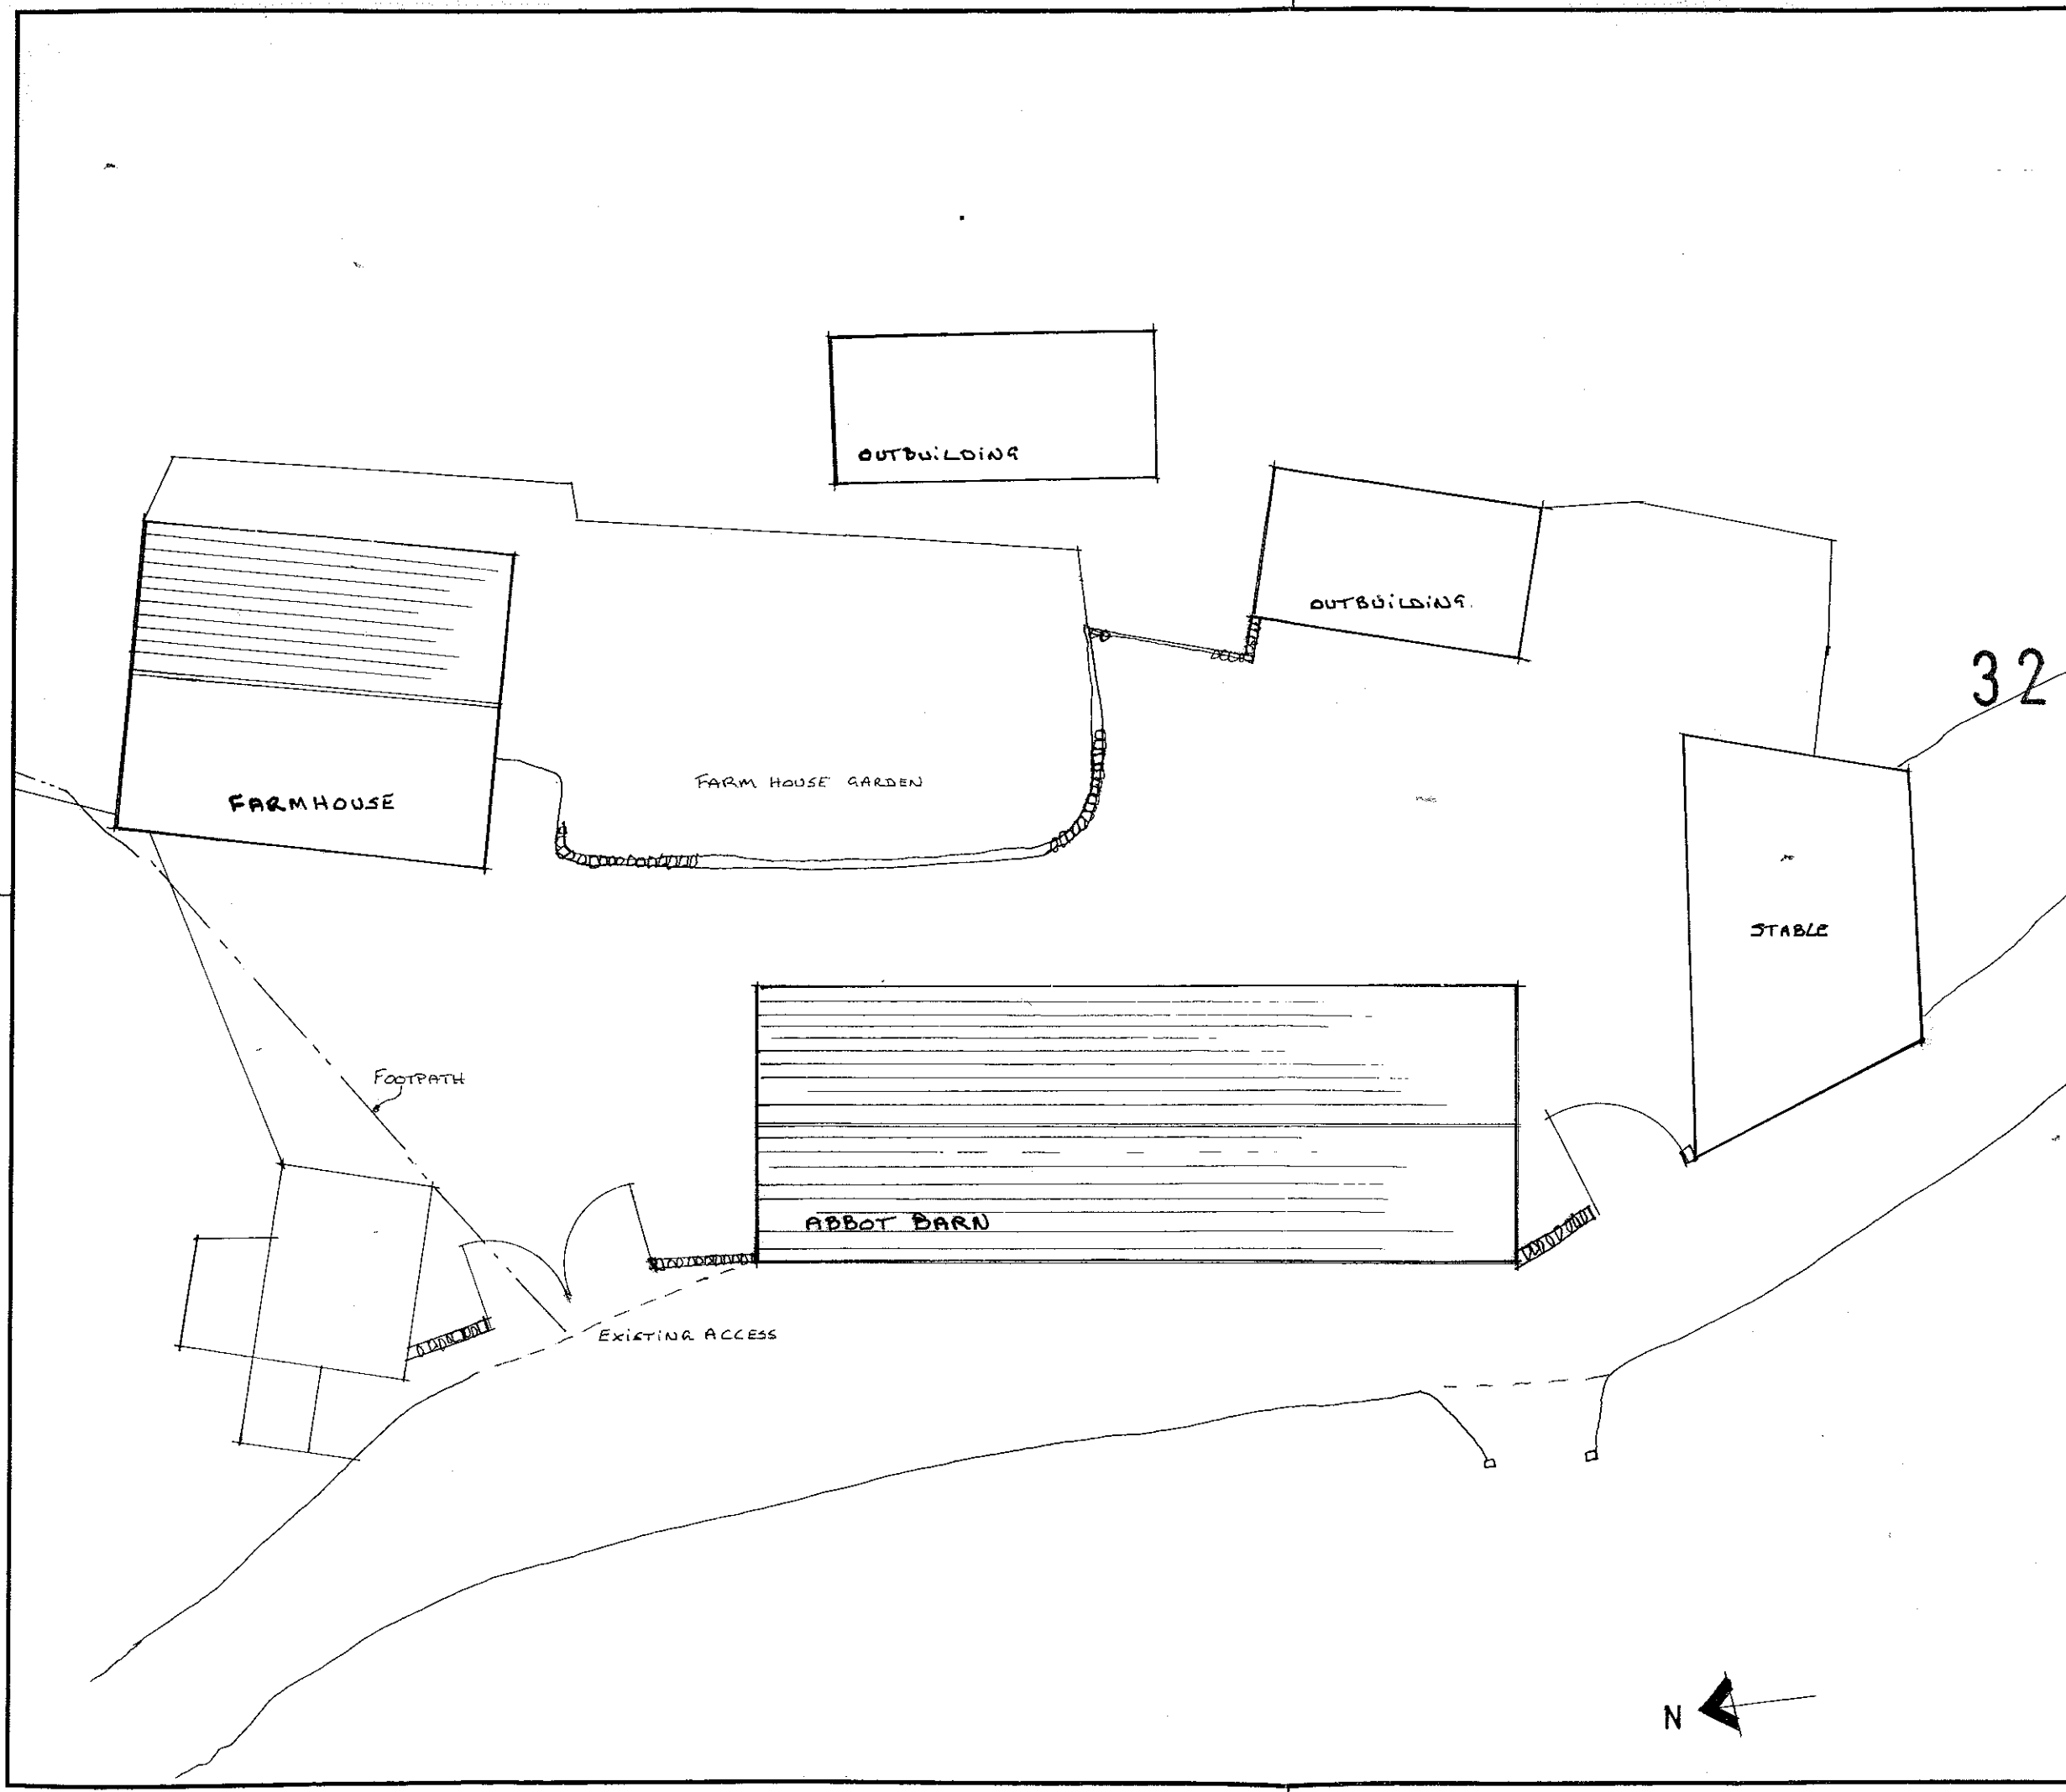 OUTBUILDING
OUTBUILDING.
32
FARM HOUSE GARDEN
FARMHOUSE
STABLE
FOOTPATH
ABBOT BARN
EXISTING ACCESS
N